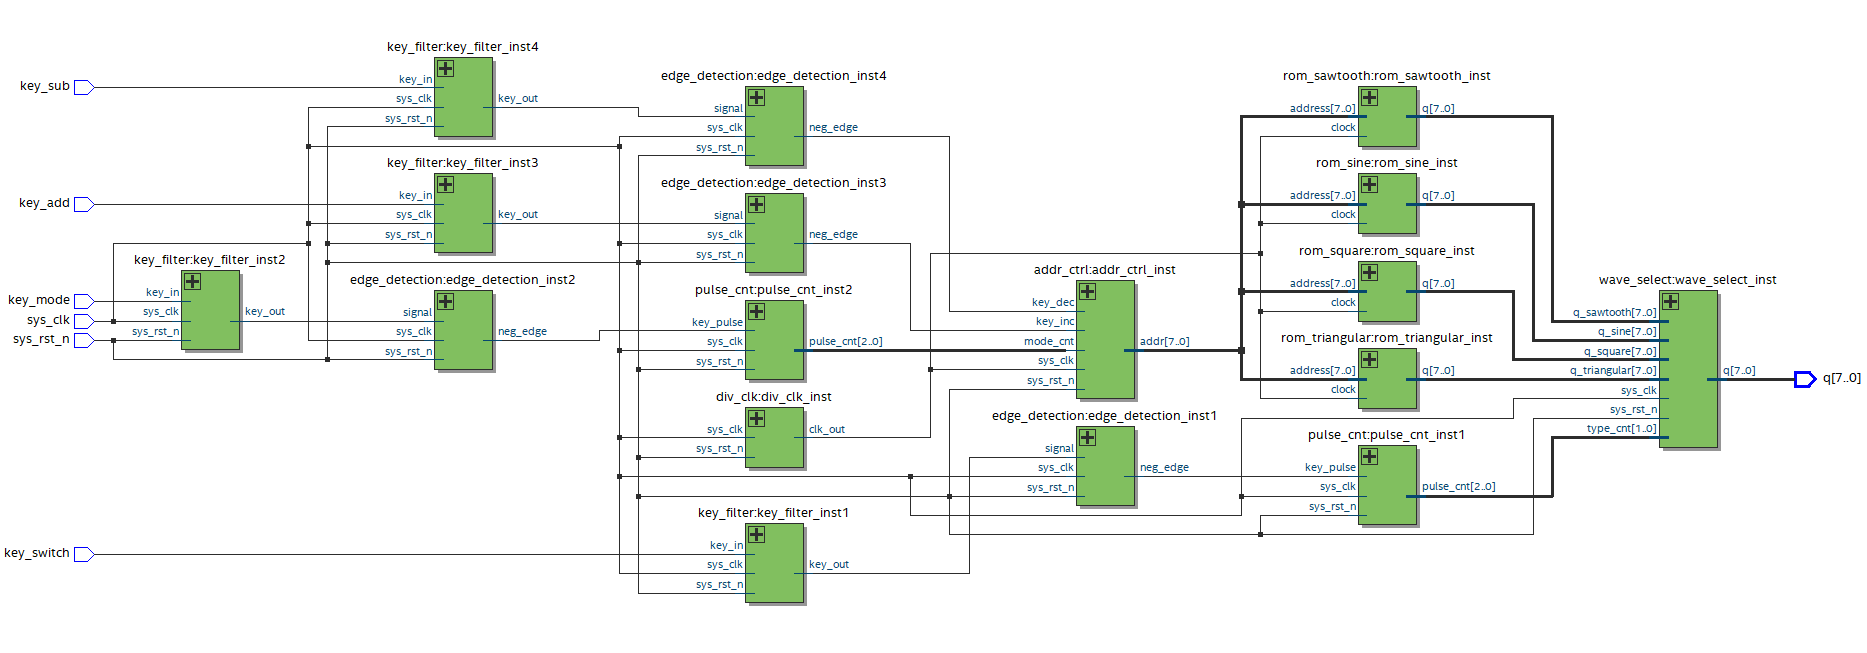 key_sub
key_add
key_mode
sys_clk
sys_rst_n
key_switch
key_filter:key_filter_inst2
key_in
sys_clk
sys_rst_n
key_out
key_filter:key_filter_inst4
key_in
sys_clk
sys_rst_n
key_out
key_filter:key_filter_inst3
key_in
sys_clk
sys_rst_n
key_out
edge_detection:edge_detection_inst2
signal
sys_clk
sys_rst_n
neg_edge
edge_detection:edge_detection_inst4
signal
sys_clk
sys_rst_n
neg_edge
edge_detection:edge_detection_inst3
signal
sys_clk
sys_rst_n
neg_edge
pulse_cnt:pulse_cnt_inst2
key_pulse
sys_clk
sys_rst_n
pulse_cnt[2..0]
div_clk:div_clk_inst
sys_clk
sys_rst_n
clk_out
key_filter:key_filter_inst1
key_in
sys_clk
sys_rst_n
key_out
addr_ctrl:addr_ctrl_inst
key_dec
key_inc
mode_cnt
sys_clk
sys_rst_n
addr[7..0]
edge_detection:edge_detection_inst1
signal
sys_clk
sys_rst_n
neg_edge
rom_sawtooth:rom_sawtooth_inst
address[7..0]
clock
q[7..0]
rom_sine:rom_sine_inst
address[7..0]
clock
q[7..0]
rom_square:rom_square_inst
address[7..0]
clock
q[7..0]
rom_triangular:rom_triangular_inst
address[7..0]
clock
q[7..0]
pulse_cnt:pulse_cnt_inst1
key_pulse
sys_clk
sys_rst_n
pulse_cnt[2..0]
wave_select:wave_select_inst
q_sawtooth[7..0]
q_sine[7..0]
q_square[7..0]
q_triangular[7..0]
sys_clk
sys_rst_n
type_cnt[1..0]
q[7..0]
q[7..0]